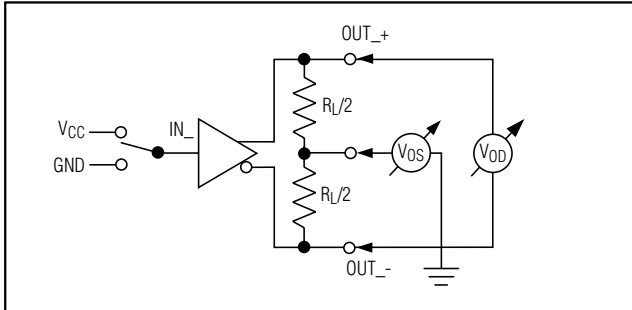 OUT_+
RL/2
VCC
IN_
VOS
VOD
GND
RL/2
OUT_-